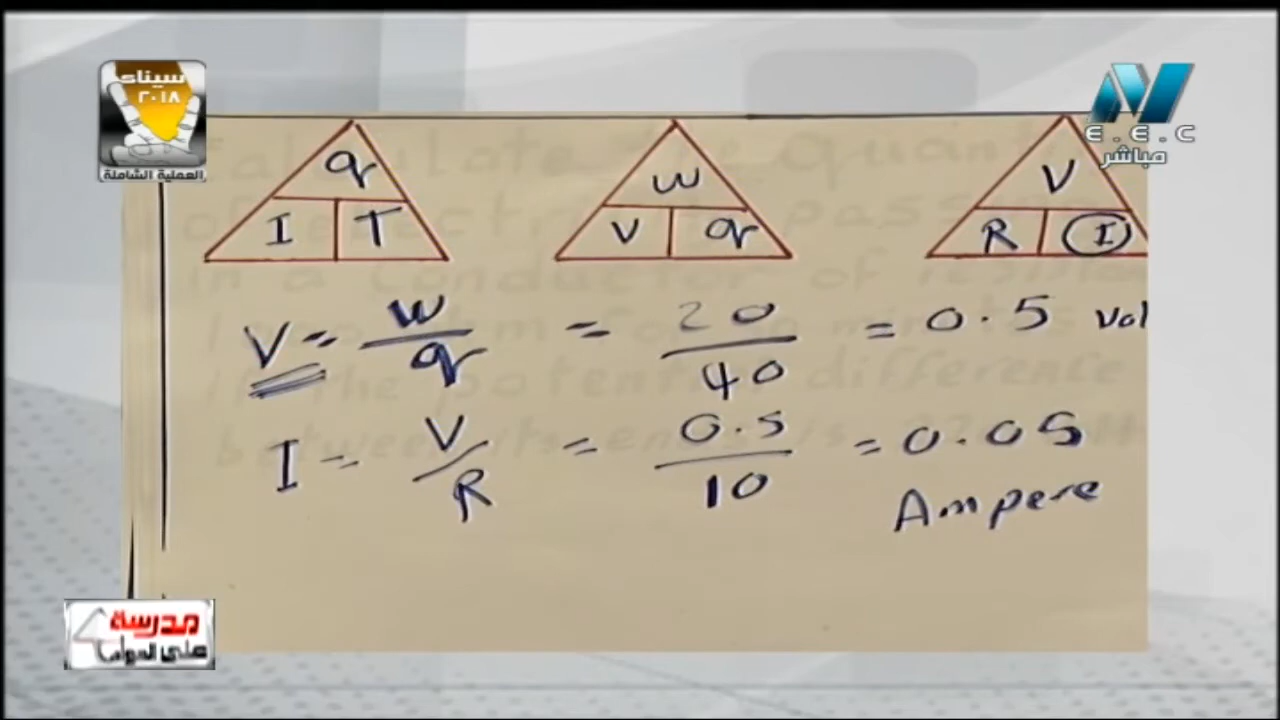 سيناء
٢٠١٨
العملية الشاملة
E.E.C
مباشر
q
I T
w
V q
V
R I
V = w/q = 20/40 = 0.5 Vol
I = V/R = 0.5/10 = 0.05
Ampere
مدرسة
على الهواء